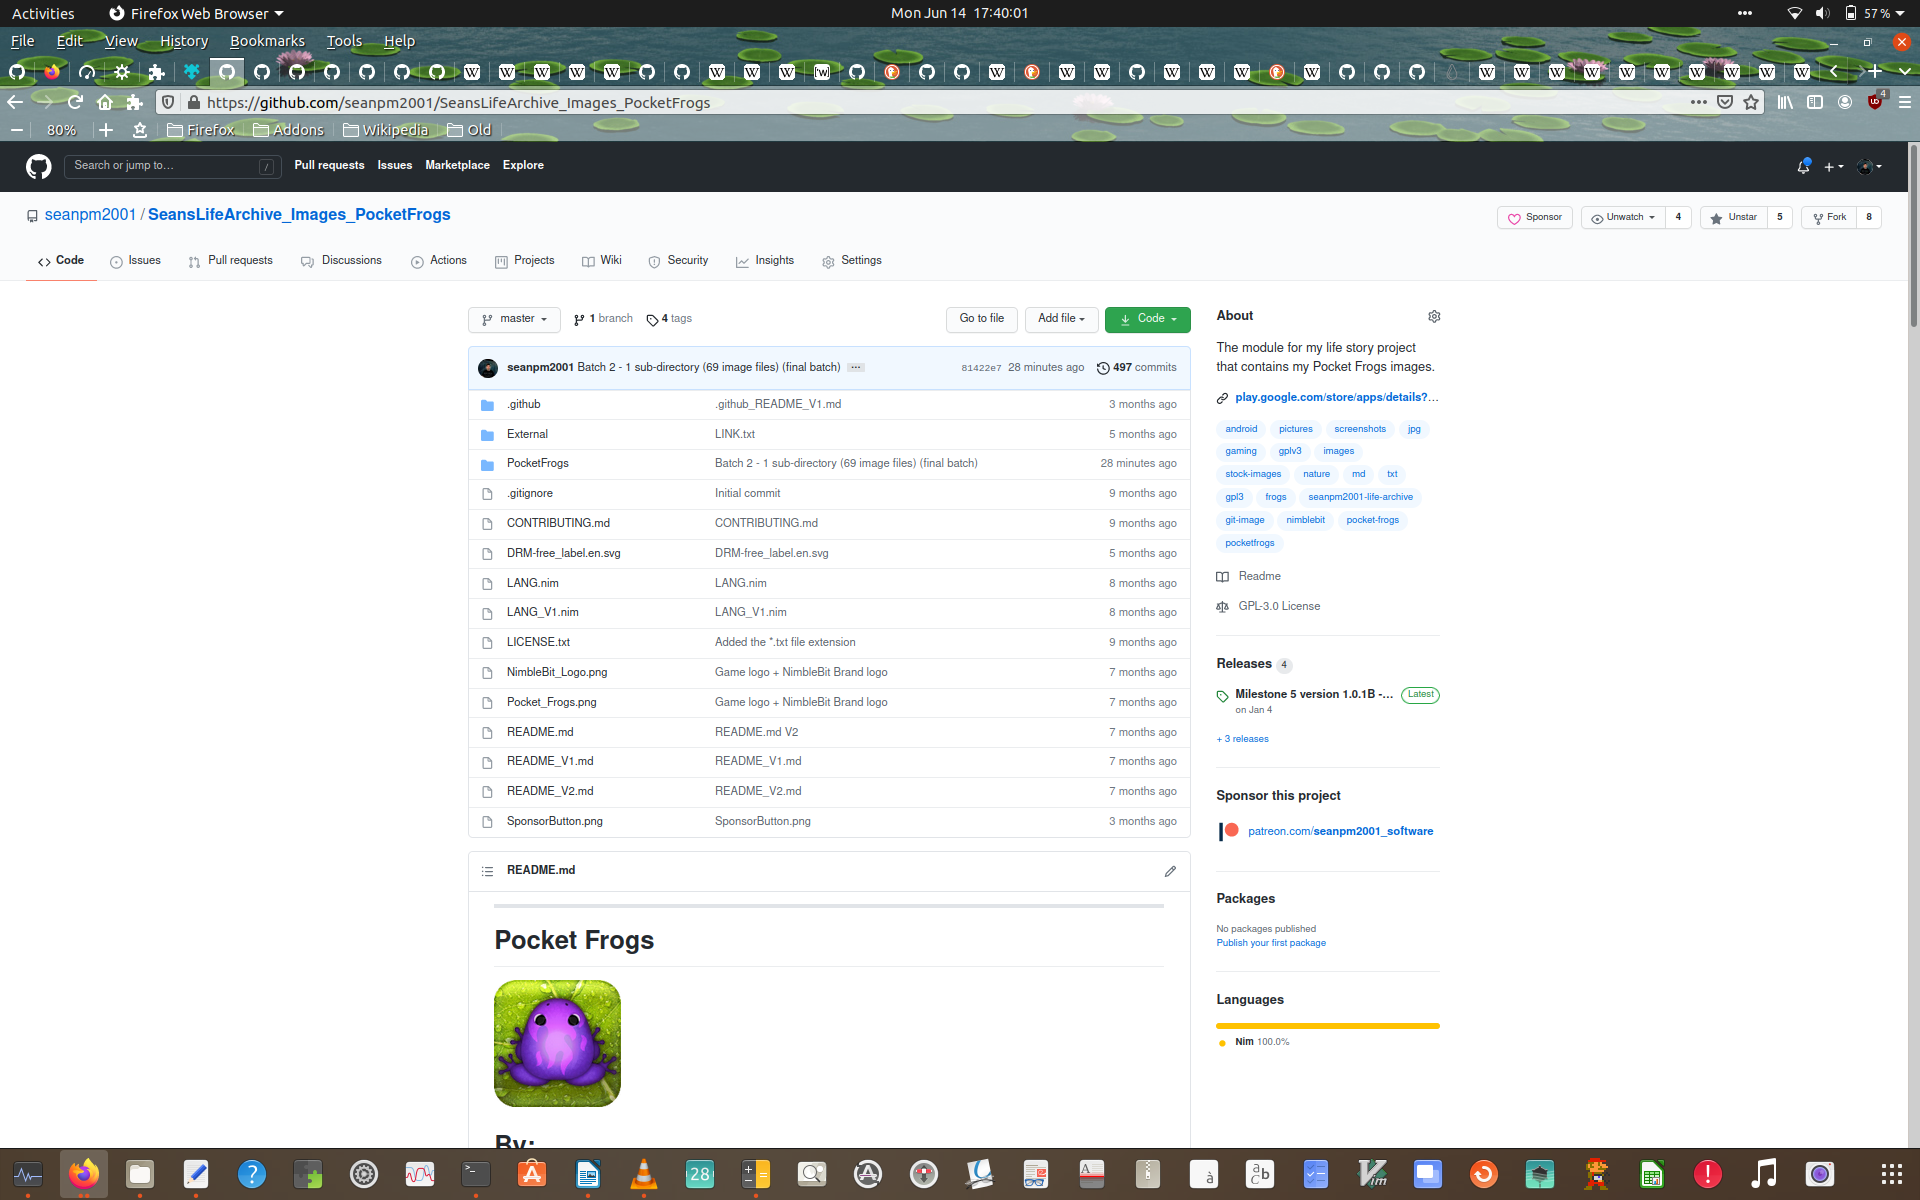 Activities Firefox Web Browser Mon Jun 14 17:40:01 57 %
File Edit View History Bookmarks Tools Help
https://github.com/seanpm2001/SeansLifeArchive_Images_PocketFrogs 4
80% Firefox Addons Wikipedia Old
Search or jump to... / Pull requests Issues Marketplace Explore
seanpm2001 / SeansLifeArchive_Images_PocketFrogs Sponsor Unwatch 4 Unstar 5 Fork 8
Code Issues Pull requests Discussions Actions Projects Wiki Security Insights Settings
master 1 branch 4 tags Go to file Add file Code
seanpm2001 Batch 2 - 1 sub-directory (69 image files) (final batch) ... 81422e7 28 minutes ago 497 commits
.github .github_README_V1.md 3 months ago
External LINK.txt 5 months ago
PocketFrogs Batch 2 - 1 sub-directory (69 image files) (final batch) 28 minutes ago
.gitignore Initial commit 9 months ago
CONTRIBUTING.md CONTRIBUTING.md 9 months ago
DRM-free_label.en.svg DRM-free_label.en.svg 5 months ago
LANG.nim LANG.nim 8 months ago
LANG_V1.nim LANG_V1.nim 8 months ago
LICENSE.txt Added the *.txt file extension 9 months ago
NimbleBit_Logo.png Game logo + NimbleBit Brand logo 7 months ago
Pocket_Frogs.png Game logo + NimbleBit Brand logo 7 months ago
README.md README.md V2 7 months ago
README_V1.md README_V1.md 7 months ago
README_V2.md README_V2.md 7 months ago
SponsorButton.png SponsorButton.png 3 months ago
README.md
Pocket Frogs
By:
About
The module for my life story project
that contains my Pocket Frogs images.
play.google.com/store/apps/details?...
android pictures screenshots jpg
gaming gplv3 images
stock-images nature md txt
gpl3 frogs seanpm2001-life-archive
git-image nimblebit pocket-frogs
pocketfrogs
Readme
GPL-3.0 License
Releases 4
Milestone 5 version 1.0.1B -... Latest
on Jan 4
+ 3 releases
Sponsor this project
patreon.com/seanpm2001_software
Packages
No packages published
Publish your first package
Languages
Nim 100.0%
28